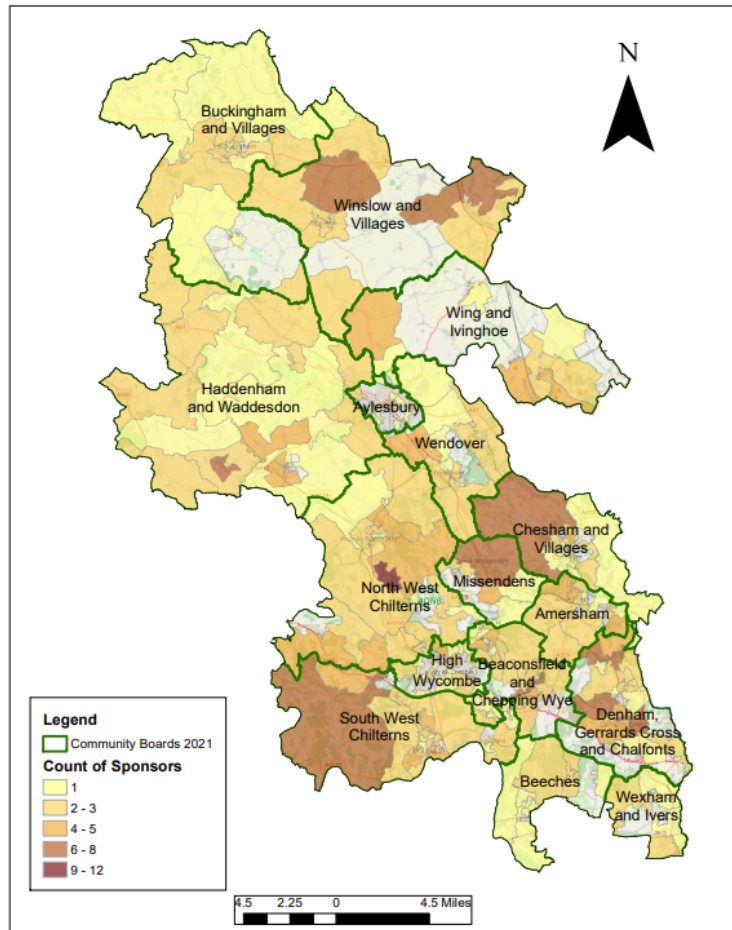 N
Buckingham
and Villages
Winslow and
Villages
Wing and
Ivinghoe
Haddenham
and Waddesdon
Aylesbury
Wendover
Chesham and
Villages
Missendens
North West
Chilterns
Amersham
High
Wycombe
Beaconsfield
and
Chepping Wye
South West
Chilterns
Denham,
Gerrards Cross
and Chalfonts
Beeches
Wexham
and Ivers
Legend
Community Boards 2021
Count of Sponsors
1
2 - 3
4 - 5
6 - 8
9 - 12
4.5 2.25 0 4.5 Miles